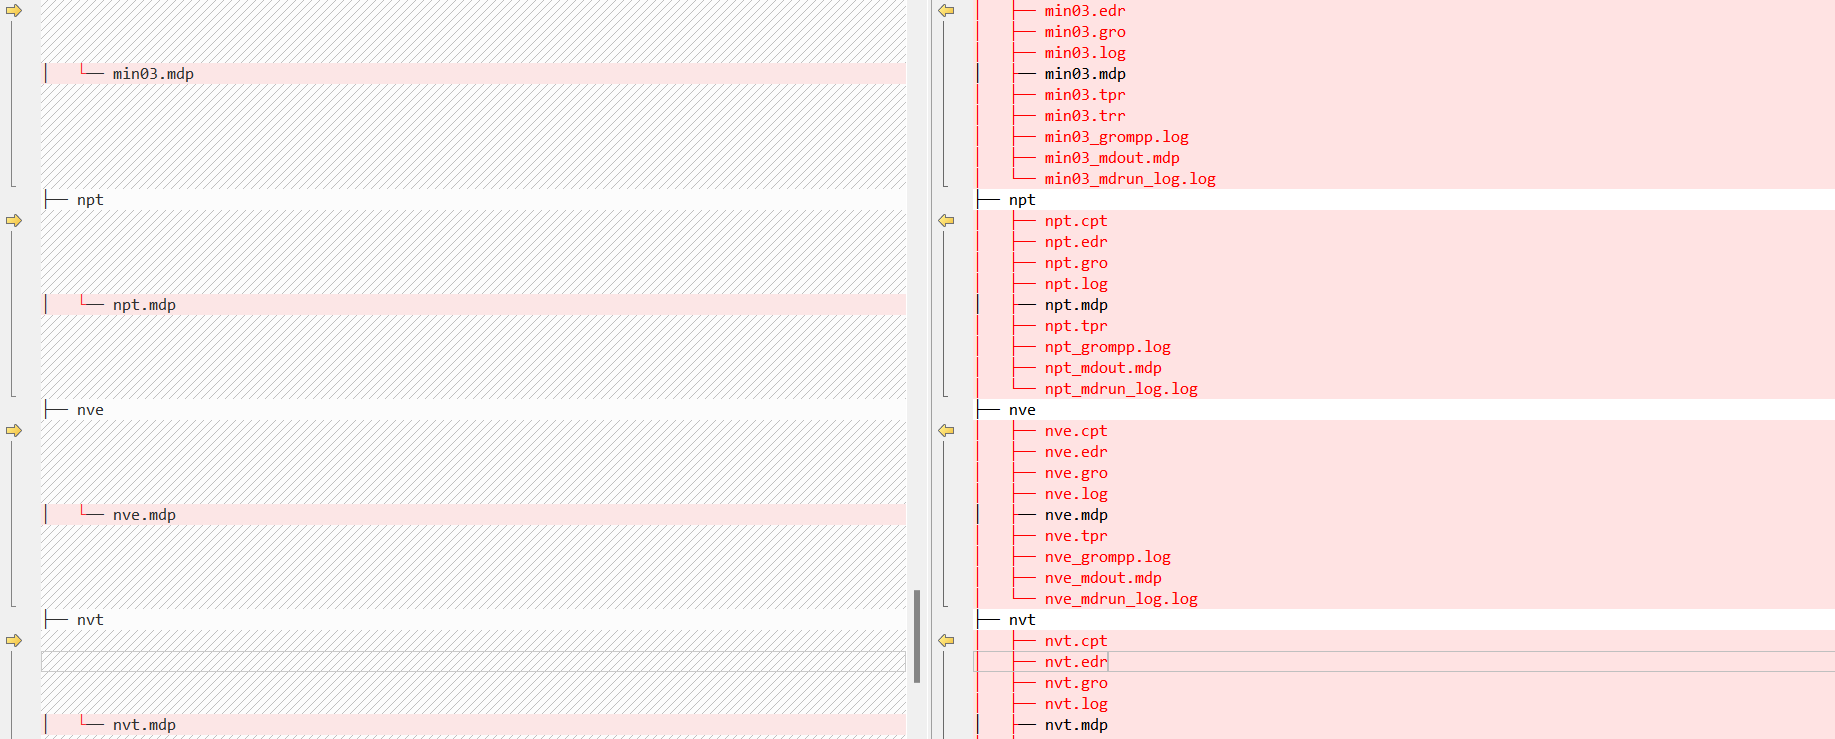 │   └── min03.mdp
├── npt
│   └── npt.mdp
├── nve
│   └── nve.mdp
├── nvt
│   └── nvt.mdp
│   ├── min03.edr
│   ├── min03.gro
│   ├── min03.log
│   ├── min03.mdp
│   ├── min03.tpr
│   ├── min03.trr
│   ├── min03_grompp.log
│   ├── min03_mdout.mdp
│   └── min03_mdrun_log.log
├── npt
│   ├── npt.cpt
│   ├── npt.edr
│   ├── npt.gro
│   ├── npt.log
│   ├── npt.mdp
│   ├── npt.tpr
│   ├── npt_grompp.log
│   ├── npt_mdout.mdp
│   └── npt_mdrun_log.log
├── nve
│   ├── nve.cpt
│   ├── nve.edr
│   ├── nve.gro
│   ├── nve.log
│   ├── nve.mdp
│   ├── nve.tpr
│   ├── nve_grompp.log
│   ├── nve_mdout.mdp
│   └── nve_mdrun_log.log
├── nvt
│   ├── nvt.cpt
│   ├── nvt.edr
│   ├── nvt.gro
│   ├── nvt.log
│   ├── nvt.mdp